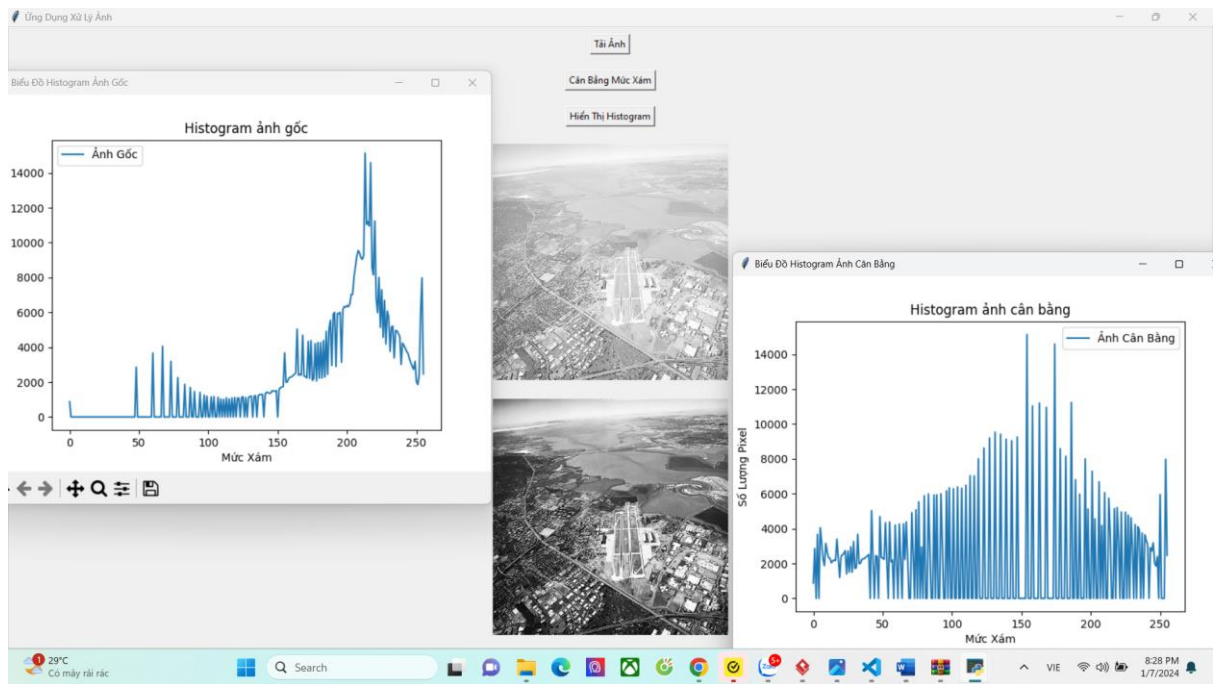 Ứng Dụng Xử Lý Ảnh
Tải Ảnh
Cân Bằng Mức Xám
Hiển Thị Histogram
Biểu Đồ Histogram Ảnh Gốc
Histogram ảnh gốc
Ảnh Gốc
14000
12000
10000
8000
6000
4000
2000
0
0 50 100 150 200 250
Mức Xám
Biểu Đồ Histogram Ảnh Cân Bằng
Histogram ảnh cân bằng
Ảnh Cân Bằng
14000
12000
10000
8000
6000
4000
2000
0
Số Lượng Pixel
0 50 100 150 200 250
Mức Xám
1
29°C
Có mây rải rác
Search
Zalo
5+
VIE
8:28 PM
1/7/2024